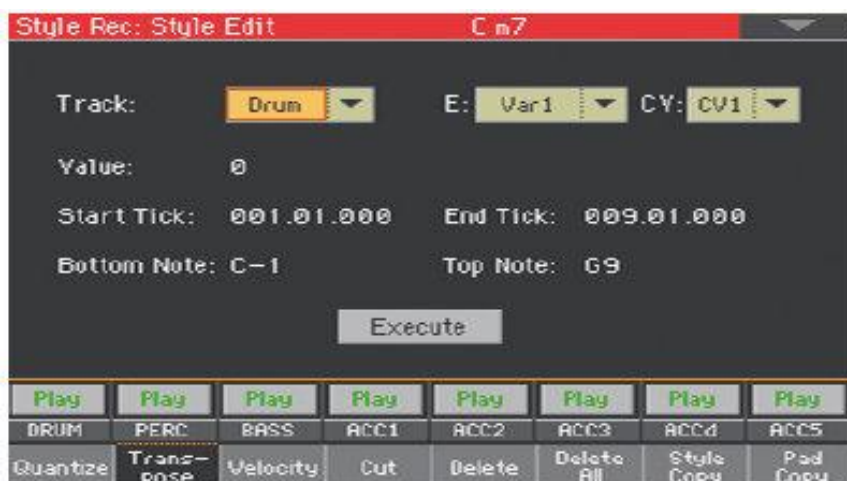 Style Rec: Style Edit C m7
Track: Drum E: Var1 CV: CV1
Value: 0
Start Tick: 001.01.000 End Tick: 009.01.000
Bottom Note: C-1 Top Note: G9
Execute
Play Play Play Play Play Play Play Play
DRUM PERC BASS ACC1 ACC2 ACC3 ACC4 ACC5
Quantize Trans-pose Velocity Cut Delete Delete All Style Copy Pad Copy